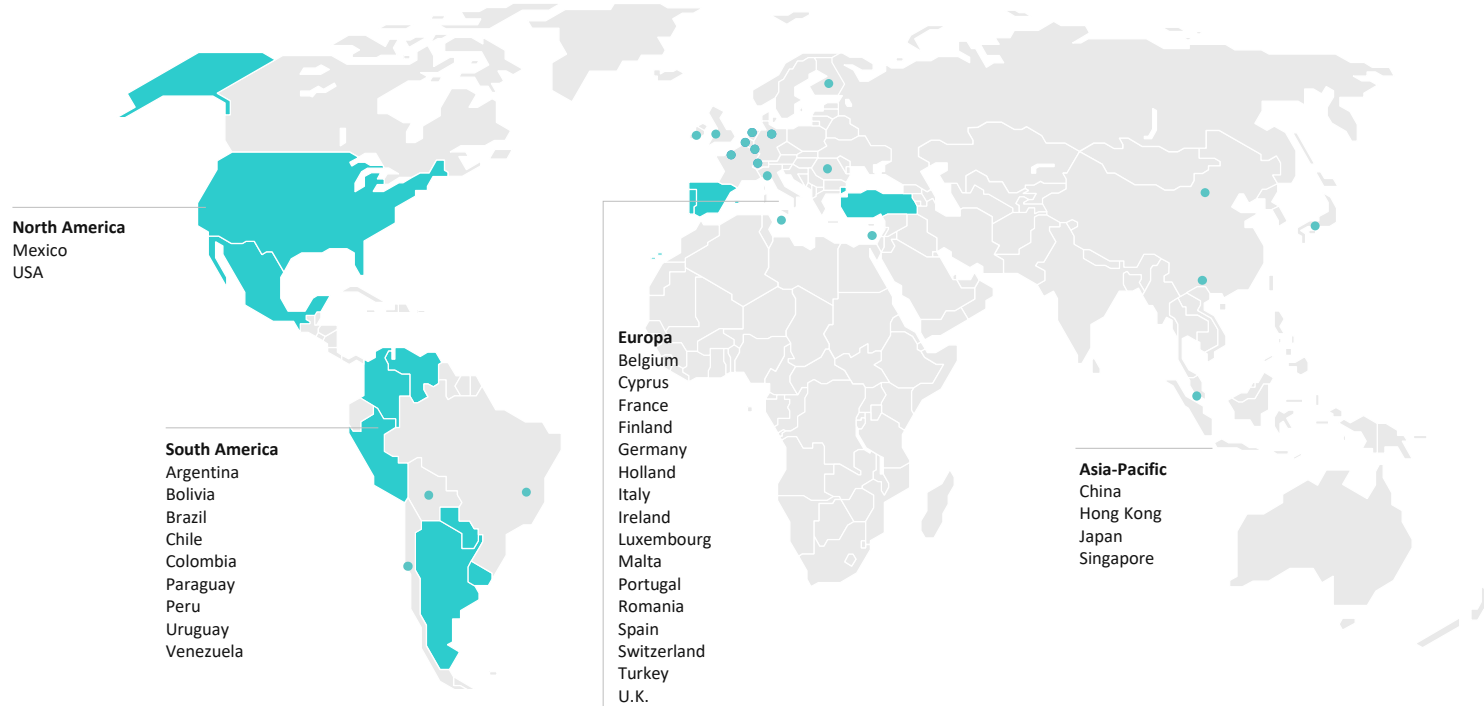 North America
Mexico
USA
South America
Argentina
Bolivia
Brazil
Chile
Colombia
Paraguay
Peru
Uruguay
Venezuela
Europa
Belgium
Cyprus
France
Finland
Germany
Holland
Italy
Ireland
Luxembourg
Malta
Portugal
Romania
Spain
Switzerland
Turkey
U.K.
Asia-Pacific
China
Hong Kong
Japan
Singapore